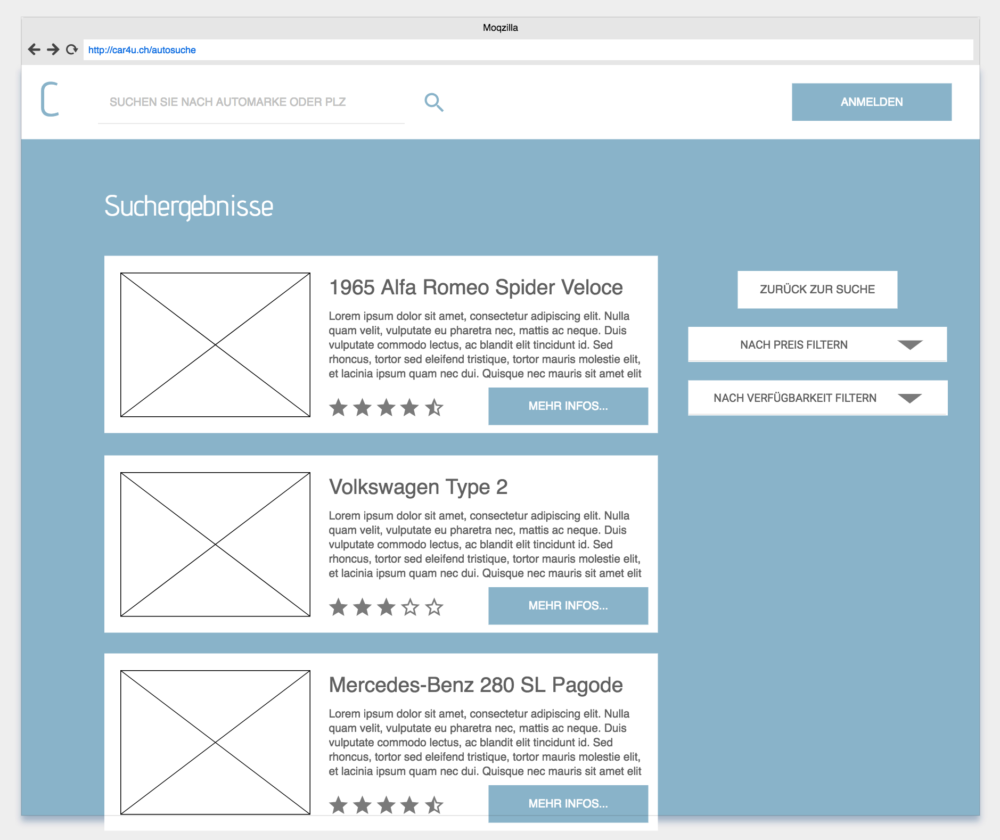 Moqzilla
http://car4u.ch/autosuche
C
SUCHEN SIE NACH AUTOMARKE ODER PLZ
ANMELDEN
Suchergebnisse
1965 Alfa Romeo Spider Veloce
Lorem ipsum dolor sit amet, consectetur adipiscing elit. Nulla
quam velit, vulputate eu pharetra nec, mattis ac neque. Duis
vulputate commodo lectus, ac blandit elit tincidunt id. Sed
rhoncus, tortor sed eleifend tristique, tortor mauris molestie elit,
et lacinia ipsum quam nec dui. Quisque nec mauris sit amet elit
MEHR INFOS...
ZURÜCK ZUR SUCHE
NACH PREIS FILTERN
NACH VERFÜGBARKEIT FILTERN
Volkswagen Type 2
Lorem ipsum dolor sit amet, consectetur adipiscing elit. Nulla
quam velit, vulputate eu pharetra nec, mattis ac neque. Duis
vulputate commodo lectus, ac blandit elit tincidunt id. Sed
rhoncus, tortor sed eleifend tristique, tortor mauris molestie elit,
et lacinia ipsum quam nec dui. Quisque nec mauris sit amet elit
MEHR INFOS...
Mercedes-Benz 280 SL Pagode
Lorem ipsum dolor sit amet, consectetur adipiscing elit. Nulla
quam velit, vulputate eu pharetra nec, mattis ac neque. Duis
vulputate commodo lectus, ac blandit elit tincidunt id. Sed
rhoncus, tortor sed eleifend tristique, tortor mauris molestie elit,
et lacinia ipsum quam nec dui. Quisque nec mauris sit amet elit
MEHR INFOS...